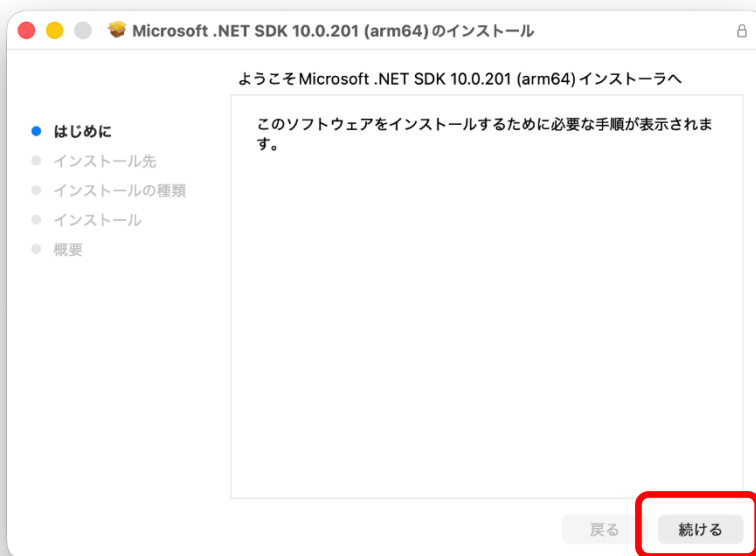 Microsoft .NET SDK 10.0.201 (arm64)のインストール
ようこそMicrosoft .NET SDK 10.0.201 (arm64)インストーラへ
はじめに
インストール先
インストールの種類
インストール
概要
このソフトウェアをインストールするために必要な手順が表示されま
す。
戻る
続ける